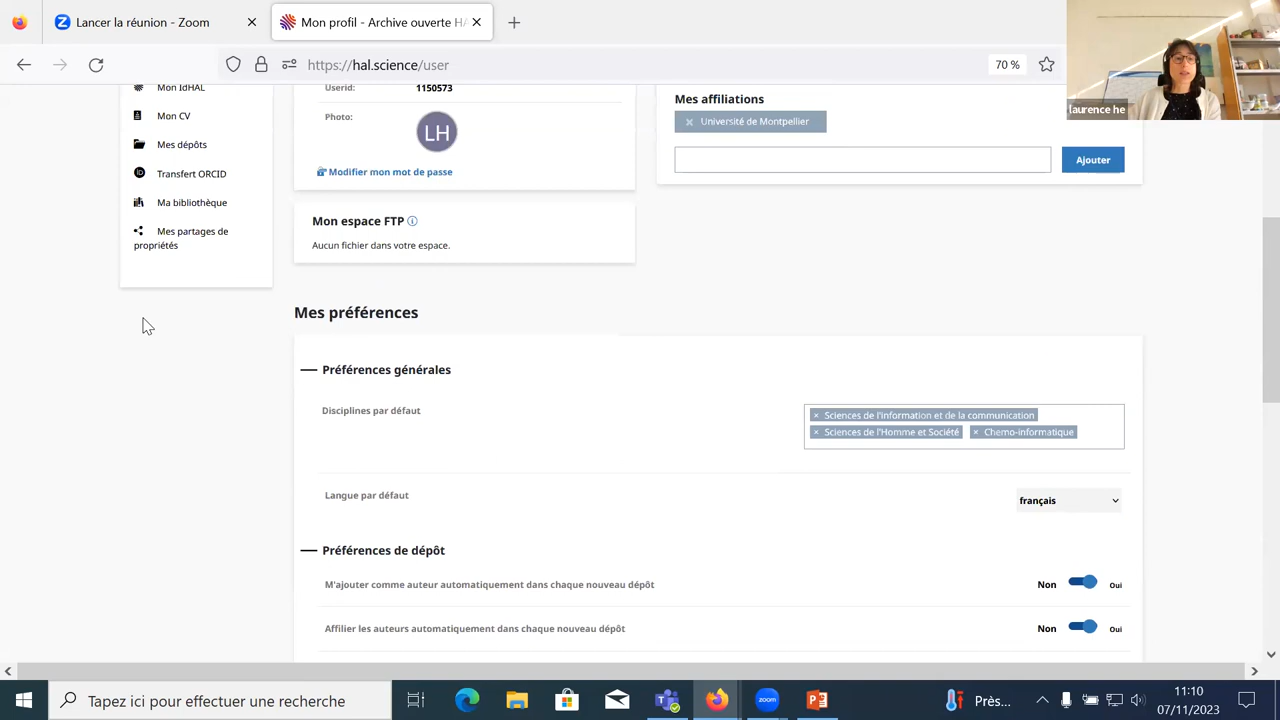 Lancer la réunion - Zoom
Mon profil - Archive ouverte HA
https://hal.science/user
70 %
laurence he
Mon IdHAL
Mon CV
Mes dépôts
Transfert ORCID
Ma bibliothèque
Mes partages de
propriétés
Userid: 1150573
Photo:
LH
Modifier mon mot de passe
Mes affiliations
× Université de Montpellier
Ajouter
Mon espace FTP
Aucun fichier dans votre espace.
Mes préférences
Préférences générales
Disciplines par défaut
× Sciences de l'information et de la communication
× Sciences de l'Homme et Société × Chemo-informatique
Langue par défaut
français
Préférences de dépôt
M'ajouter comme auteur automatiquement dans chaque nouveau dépôt
Non Oui
Affilier les auteurs automatiquement dans chaque nouveau dépôt
Non Oui
Tapez ici pour effectuer une recherche
Près...
11:10
07/11/2023